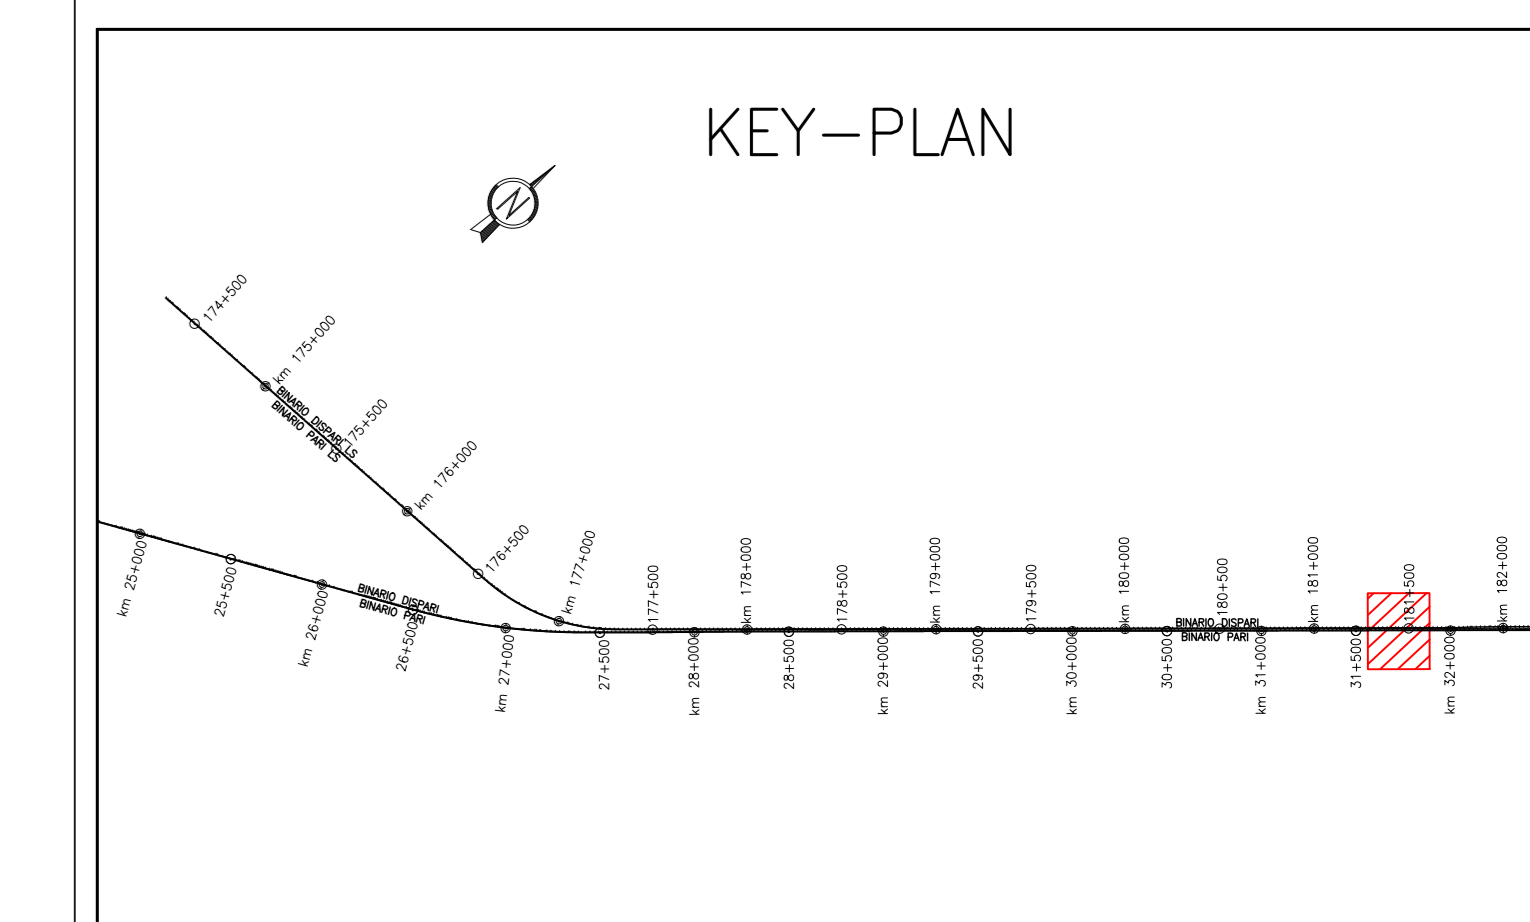 KEY-PLAN
N
174+500
km 175+000
BINARIO DISPARI LS
BINARIO PARI LS
175+500
km 176+000
176+500
km 177+000
177+500
km 178+000
178+500
km 179+000
179+500
km 180+000
180+500
km 181+000
181+500
km 182+000
BINARIO DISPARI
BINARIO PARI
BINARIO DISPARI
BINARIO PARI
km 25+000
25+500
km 26+000
26+500
km 27+000
27+500
km 28+000
28+500
km 29+000
29+500
km 30+000
30+500
km 31+000
31+500
km 32+000